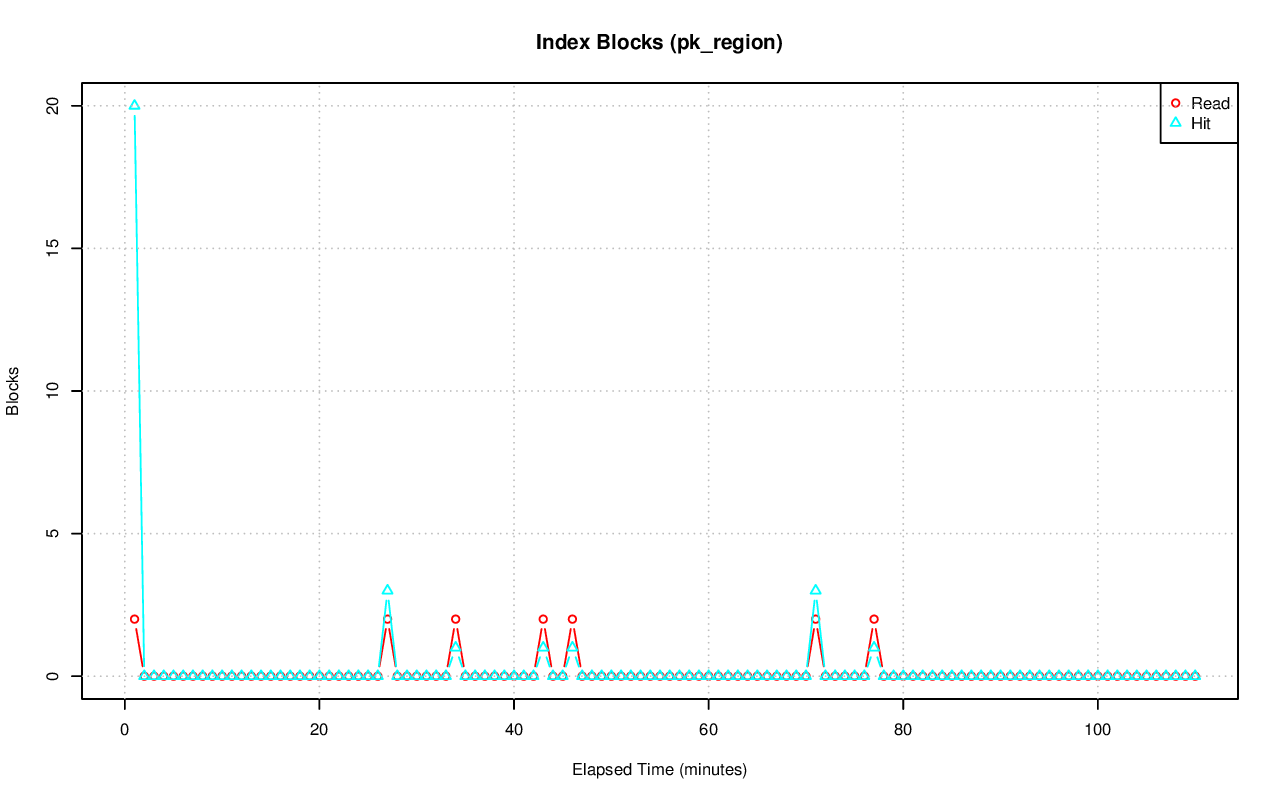 Index Blocks (pk_region)
Read
Hit
Blocks
20
15
10
5
0
0 20 40 60 80 100
Elapsed Time (minutes)